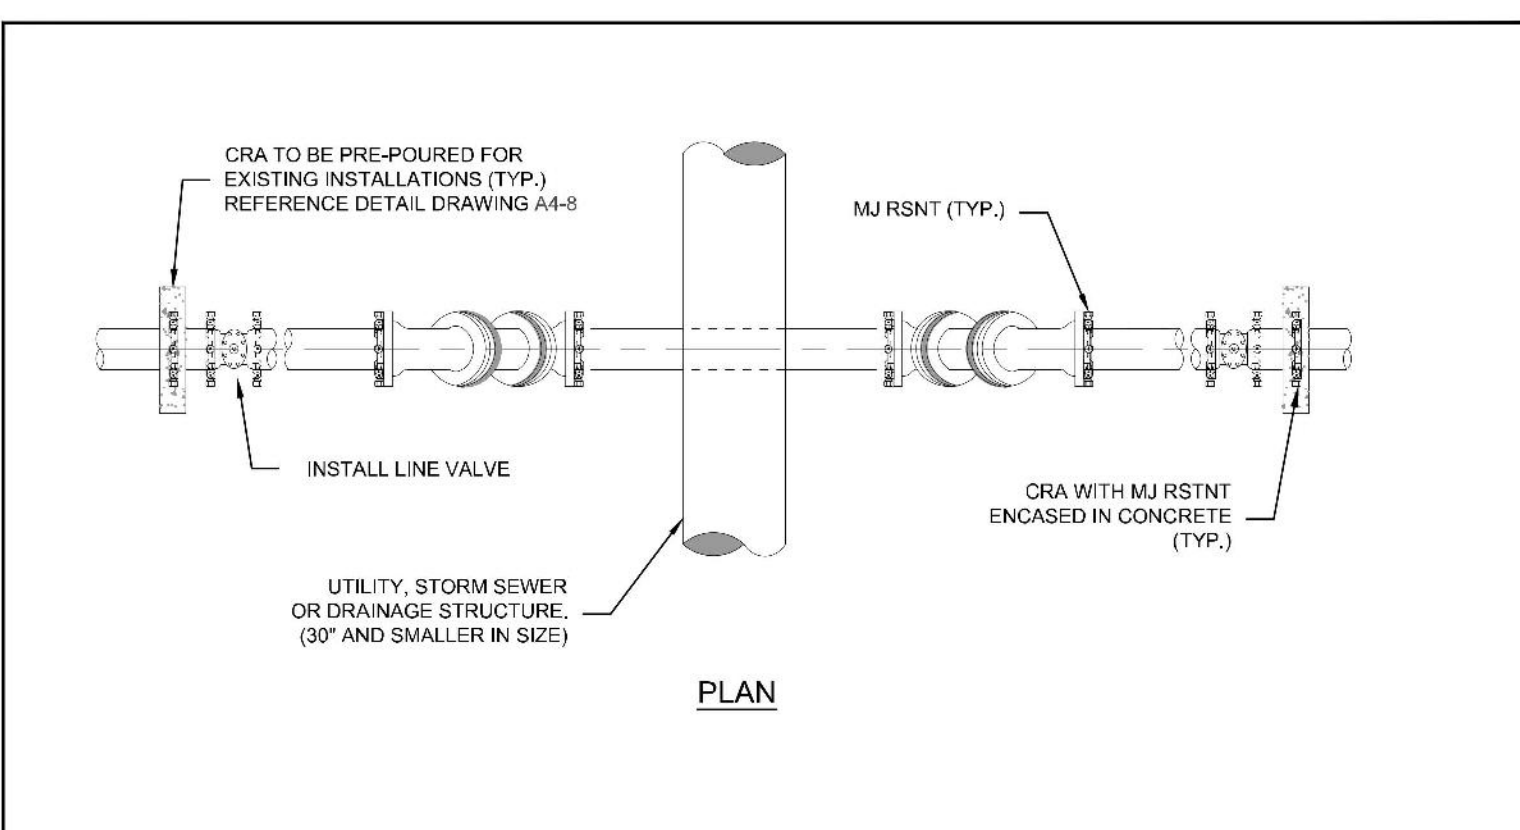 CRA TO BE PRE-POURED FOR
EXISTING INSTALLATIONS (TYP.)
REFERENCE DETAIL DRAWING A4-8
MJ RSNT (TYP.)
INSTALL LINE VALVE
CRA WITH MJ RSTNT
ENCASED IN CONCRETE
(TYP.)
UTILITY, STORM SEWER
OR DRAINAGE STRUCTURE.
(30" AND SMALLER IN SIZE)
PLAN